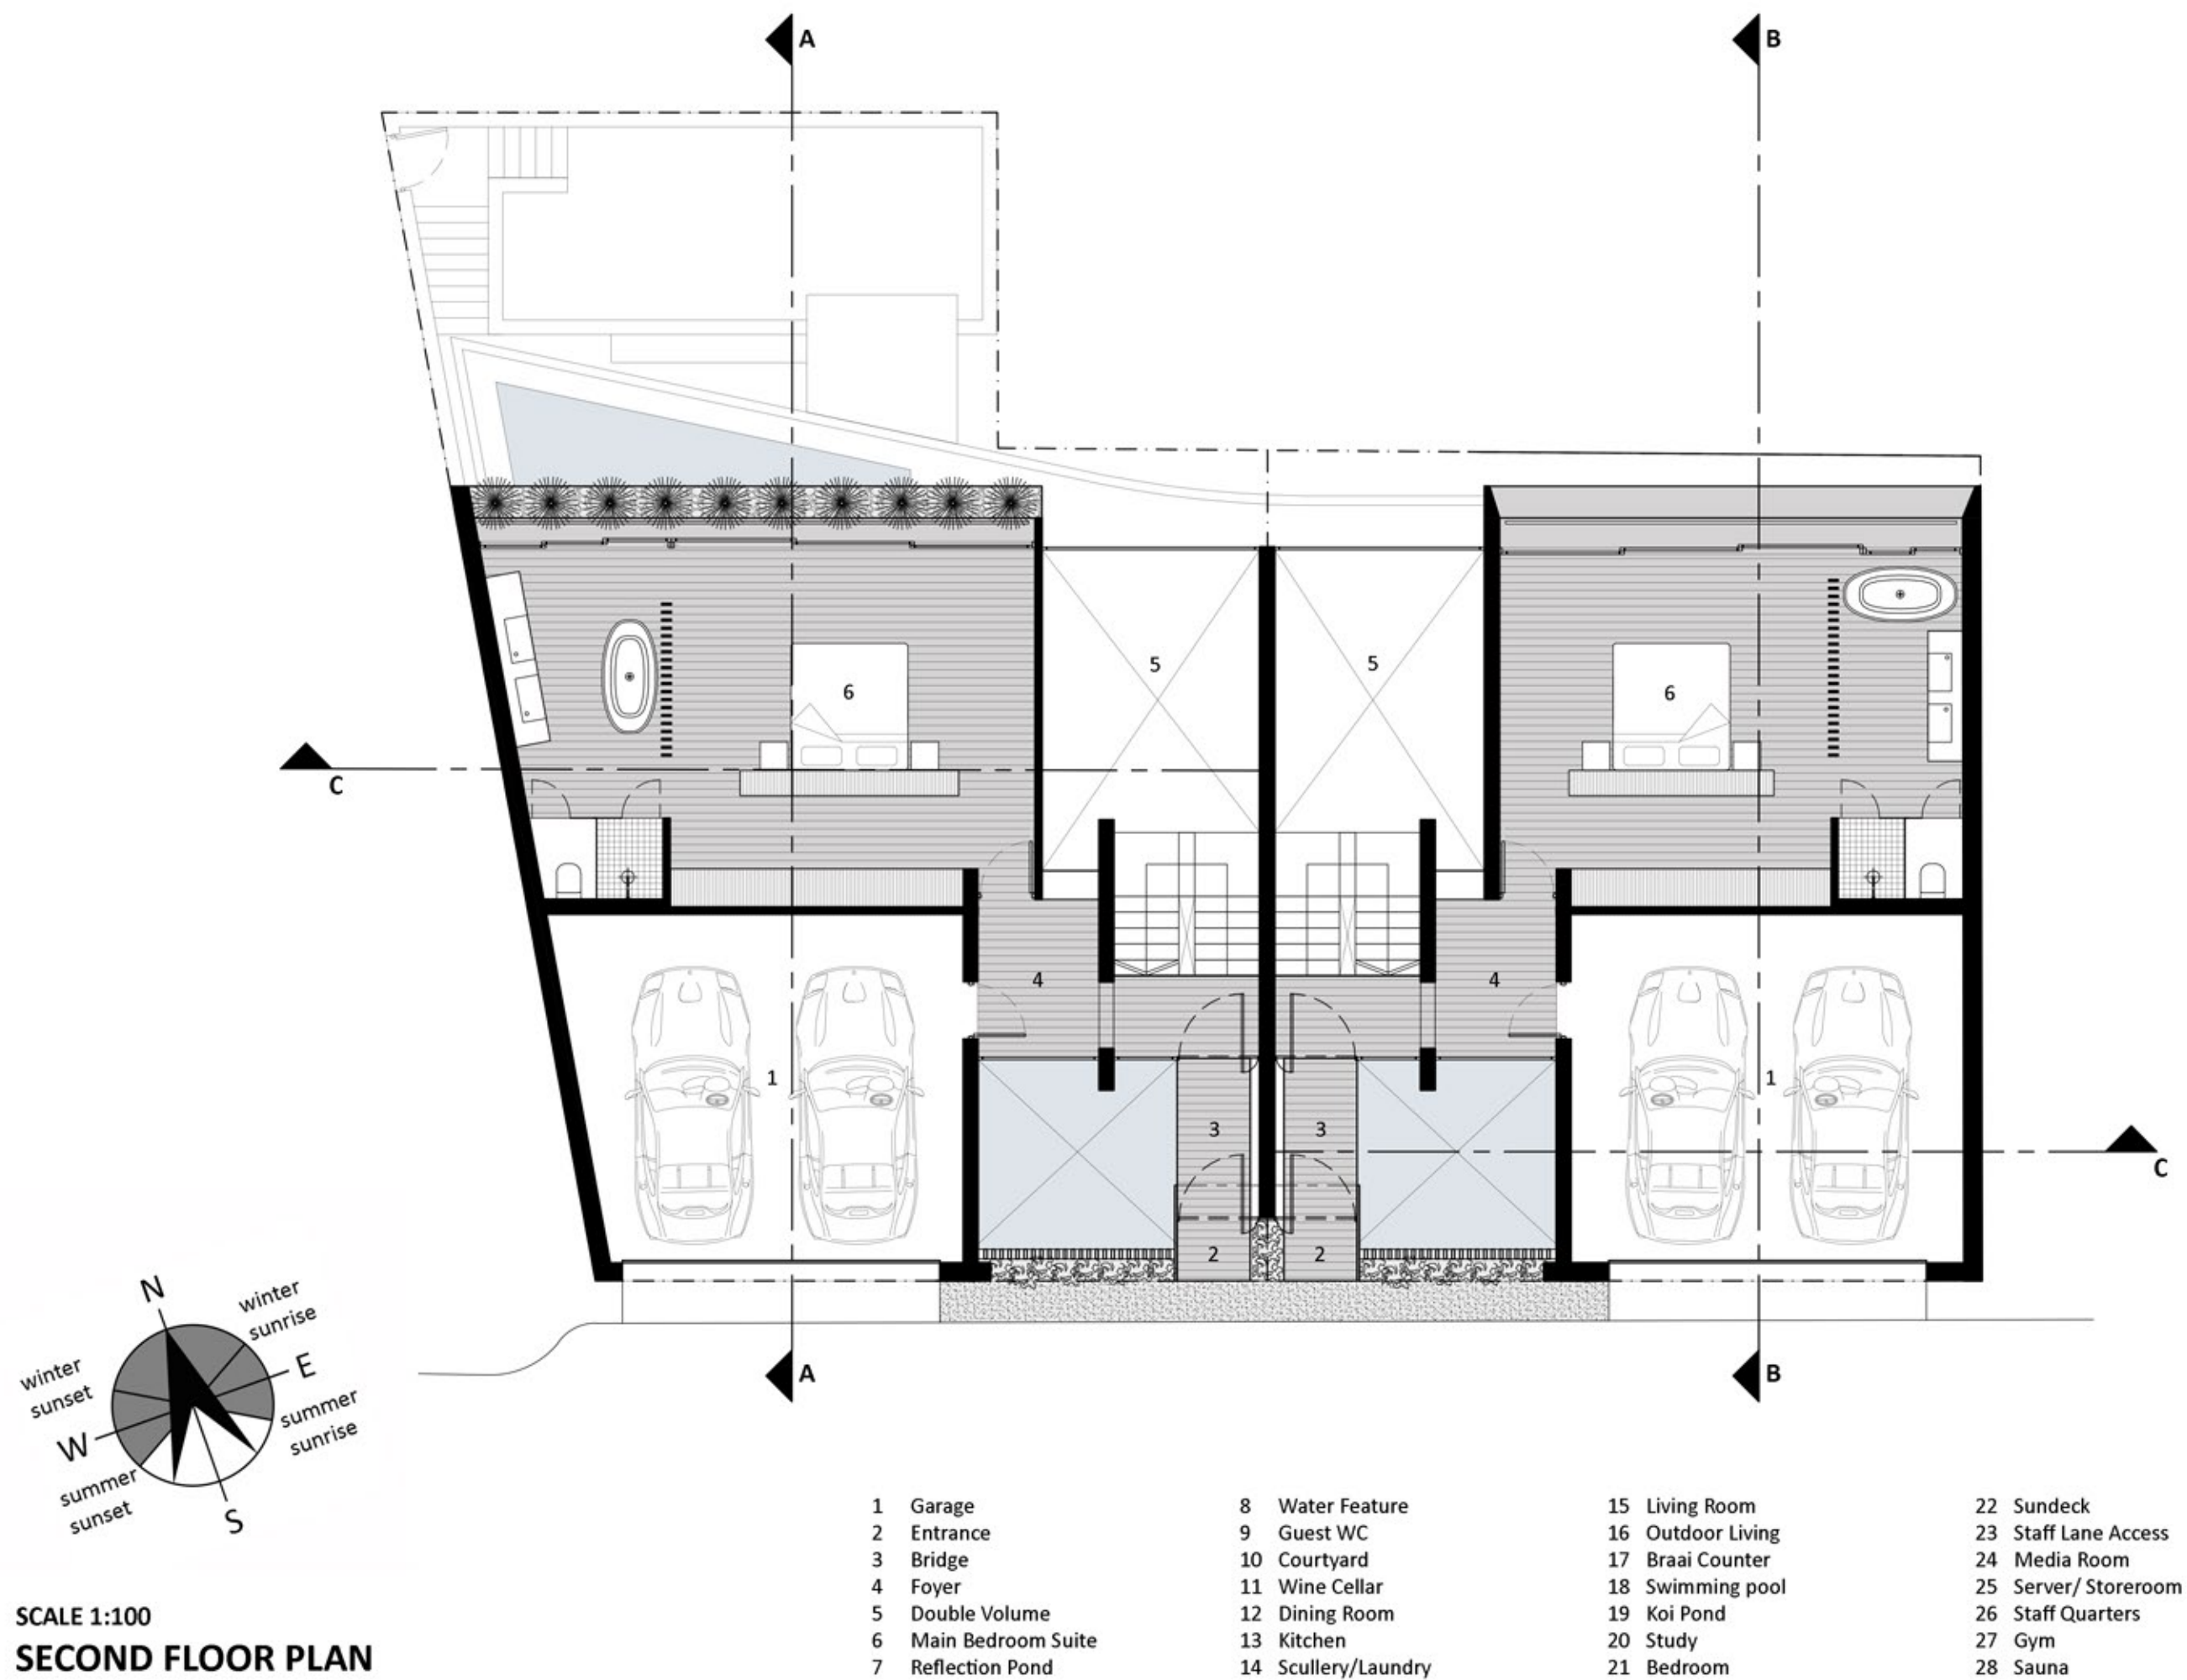 A
B
5
5
6
6
C
4
4
1
1
3
3
C
2
2
N
winter
sunrise
E
winter
sunset
summer
sunrise
W
summer
sunset
S
A
B
1 Garage
2 Entrance
3 Bridge
4 Foyer
5 Double Volume
6 Main Bedroom Suite
7 Reflection Pond
8 Water Feature
9 Guest WC
10 Courtyard
11 Wine Cellar
12 Dining Room
13 Kitchen
14 Scullery/Laundry
15 Living Room
16 Outdoor Living
17 Braai Counter
18 Swimming pool
19 Koi Pond
20 Study
21 Bedroom
22 Sundeck
23 Staff Lane Access
24 Media Room
25 Server/ Storeroom
26 Staff Quarters
27 Gym
28 Sauna
SCALE 1:100
SECOND FLOOR PLAN